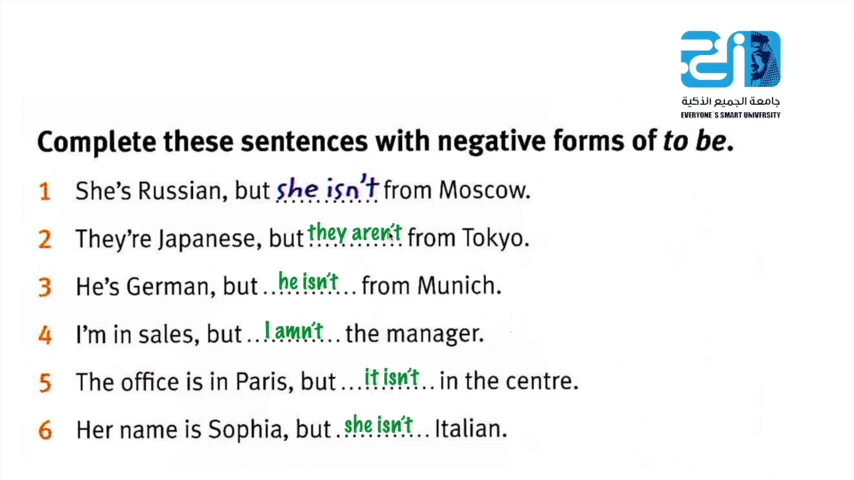 جامعة الجميع الذكية
EVERYONE'S SMART UNIVERSITY
Complete these sentences with negative forms of to be.
1 She's Russian, but she isn't from Moscow.
2 They're Japanese, but they aren't from Tokyo.
3 He's German, but ..he isn't.. from Munich.
4 I'm in sales, but ...I amn't.. the manager.
5 The office is in Paris, but ...it isn't.. in the centre.
6 Her name is Sophia, but .she isn't.. Italian.